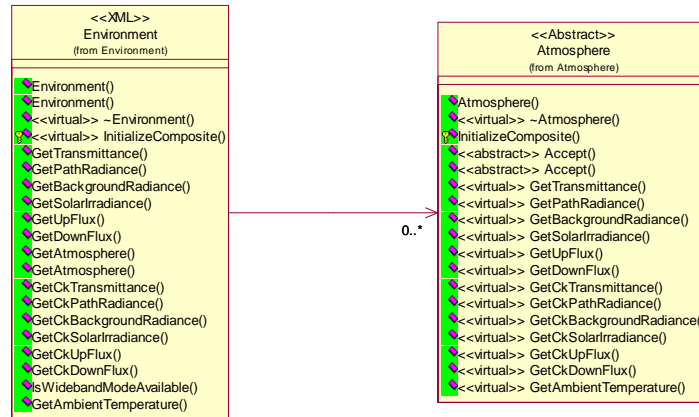 <<XML>>
Environment
(from Environment)
Environment()
Environment()
<<virtual>> ~Environment()
<<virtual>> InitializeComposite()
GetTransmittance()
GetPathRadiance()
GetBackgroundRadiance()
GetSolarIrradiance()
GetUpFlux()
GetDownFlux()
GetAtmosphere()
GetAtmosphere()
GetCkTransmittance()
GetCkPathRadiance()
GetCkBackgroundRadiance()
GetCkSolarIrradiance()
GetCkUpFlux()
GetCkDownFlux()
IsWidebandModeAvailable()
GetAmbientTemperature()
0..*
<<Abstract>>
Atmosphere
(from Atmosphere)
Atmosphere()
<<virtual>> ~Atmosphere()
InitializeComposite()
<<abstract>> Accept()
<<abstract>> Accept()
<<virtual>> GetTransmittance()
<<virtual>> GetPathRadiance()
<<virtual>> GetBackgroundRadiance()
<<virtual>> GetSolarIrradiance()
<<virtual>> GetUpFlux()
<<virtual>> GetDownFlux()
<<virtual>> GetCkTransmittance()
<<virtual>> GetCkPathRadiance()
<<virtual>> GetCkBackgroundRadiance(
<<virtual>> GetCkSolarIrradiance()
<<virtual>> GetCkUpFlux()
<<virtual>> GetCkDownFlux()
<<virtual>> GetAmbientTemperature()